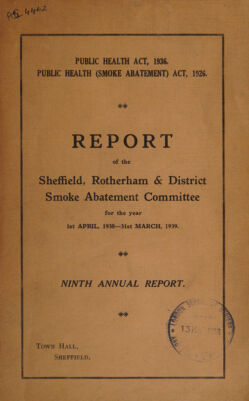 PUBLIC HEALTH ACT, 1936.
PUBLIC HEALTH (SMOKE ABATEMENT) ACT, 1926.
REPORT
of the
Sheffield, Rotherham & District
Smoke Abatement Committee
for the year
1st APRIL, 1938—31st MARCH, 1939.
NINTH ANNUAL REPORT.
TOWN HALL,
SHEFFIELD.